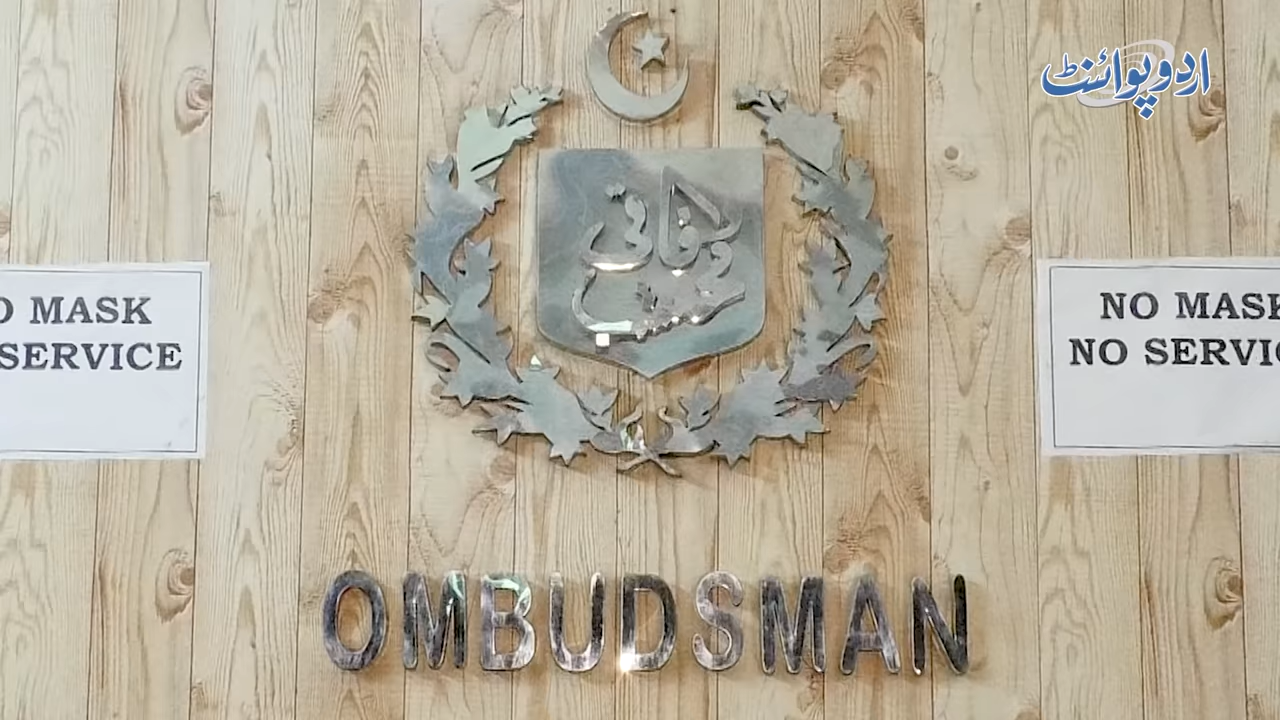 اردو پوائنٹ
وفاقی
محتسب
O MASK
SERVICE
NO MASK
NO SERVIC
OMBUDSMAN